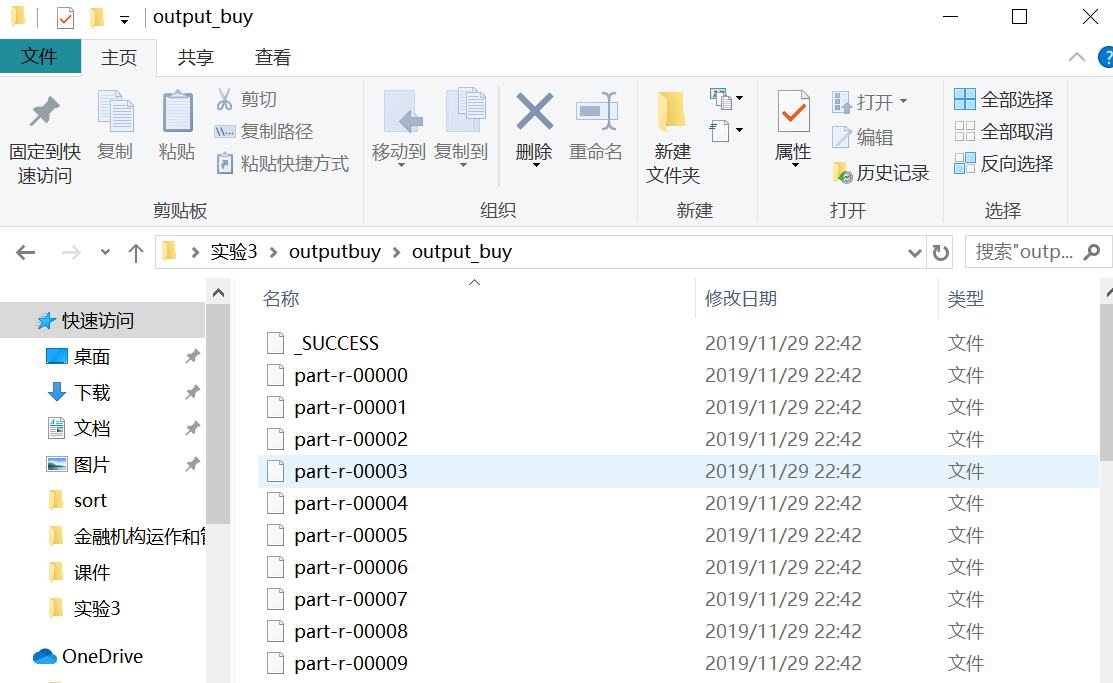 output_buy
文件 主页 共享 查看
固定到快速访问
复制
粘贴
剪切
复制路径
粘贴快捷方式
剪贴板
移动到
复制到
删除
重命名
组织
新建
文件夹
新建
属性
打开
编辑
历史记录
打开
全部选择
全部取消
反向选择
选择
实验3 outputbuy output_buy
搜索"outp...
快速访问
桌面
下载
文档
图片
sort
金融机构运作和
课件
实验3
OneDrive
名称 修改日期 类型
_SUCCESS 2019/11/29 22:42 文件
part-r-00000 2019/11/29 22:42 文件
part-r-00001 2019/11/29 22:42 文件
part-r-00002 2019/11/29 22:42 文件
part-r-00003 2019/11/29 22:42 文件
part-r-00004 2019/11/29 22:42 文件
part-r-00005 2019/11/29 22:42 文件
part-r-00006 2019/11/29 22:42 文件
part-r-00007 2019/11/29 22:42 文件
part-r-00008 2019/11/29 22:42 文件
part-r-00009 2019/11/29 22:42 文件